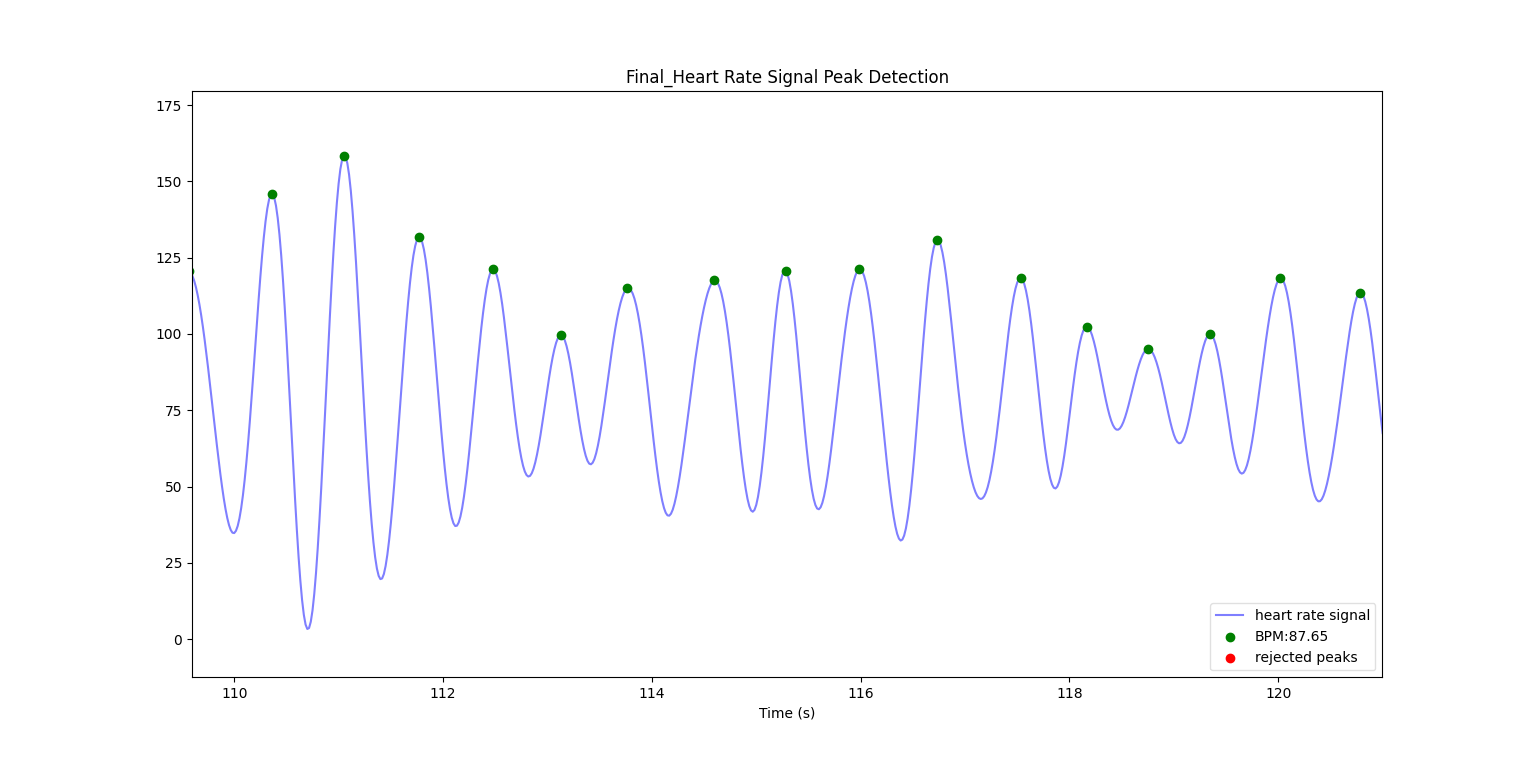 Final_Heart Rate Signal Peak Detection
175
150
125
100
75
50
25
0
heart rate signal
BPM:87.65
rejected peaks
110
112
114
116
118
120
Time (s)